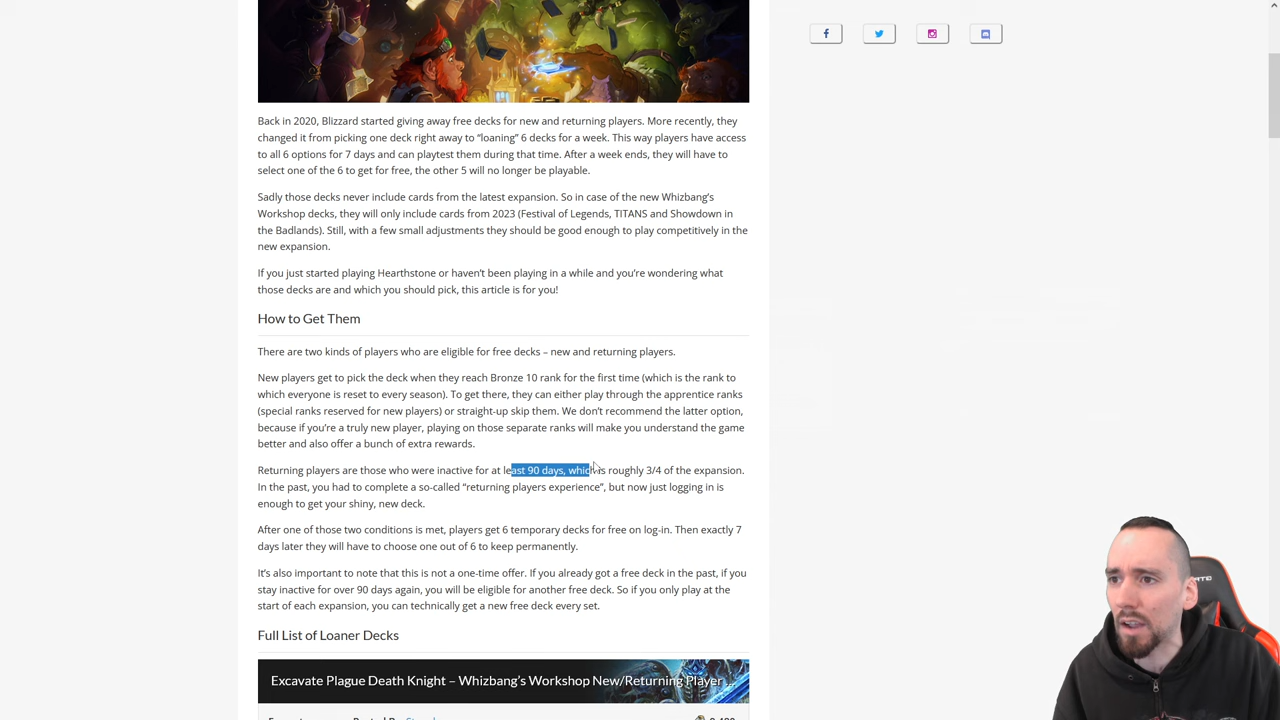 Back in 2020, Blizzard started giving away free decks for new and returning players. More recently, they
changed it from picking one deck right away to “loaning” 6 decks for a week. This way players have access
to all 6 options for 7 days and can playtest them during that time. After a week ends, they will have to
select one of the 6 to get for free, the other 5 will no longer be playable.
Sadly those decks never include cards from the latest expansion. So in case of the new Whizbang’s
Workshop decks, they will only include cards from 2023 (Festival of Legends, TITANS and Showdown in
the Badlands). Still, with a few small adjustments they should be good enough to play competitively in the
new expansion.
If you just started playing Hearthstone or haven’t been playing in a while and you’re wondering what
those decks are and which you should pick, this article is for you!
How to Get Them
There are two kinds of players who are eligible for free decks – new and returning players.
New players get to pick the deck when they reach Bronze 10 rank for the first time (which is the rank to
which everyone is reset to every season). To get there, they can either play through the apprentice ranks
(special ranks reserved for new players) or straight-up skip them. We don’t recommend the latter option,
because if you’re a truly new player, playing on those separate ranks will make you understand the game
better and also offer a bunch of extra rewards.
Returning players are those who were inactive for at least 90 days, which is roughly 3/4 of the expansion.
In the past, you had to complete a so-called “returning players experience”, but now just logging in is
enough to get your shiny, new deck.
After one of those two conditions is met, players get 6 temporary decks for free on log-in. Then exactly 7
days later they will have to choose one out of 6 to keep permanently.
It’s also important to note that this is not a one-time offer. If you already got a free deck in the past, if you
stay inactive for over 90 days again, you will be eligible for another free deck. So if you only play at the
start of each expansion, you can technically get a new free deck every set.
Full List of Loaner Decks
Excavate Plague Death Knight – Whizbang’s Workshop New/Returning Player ...